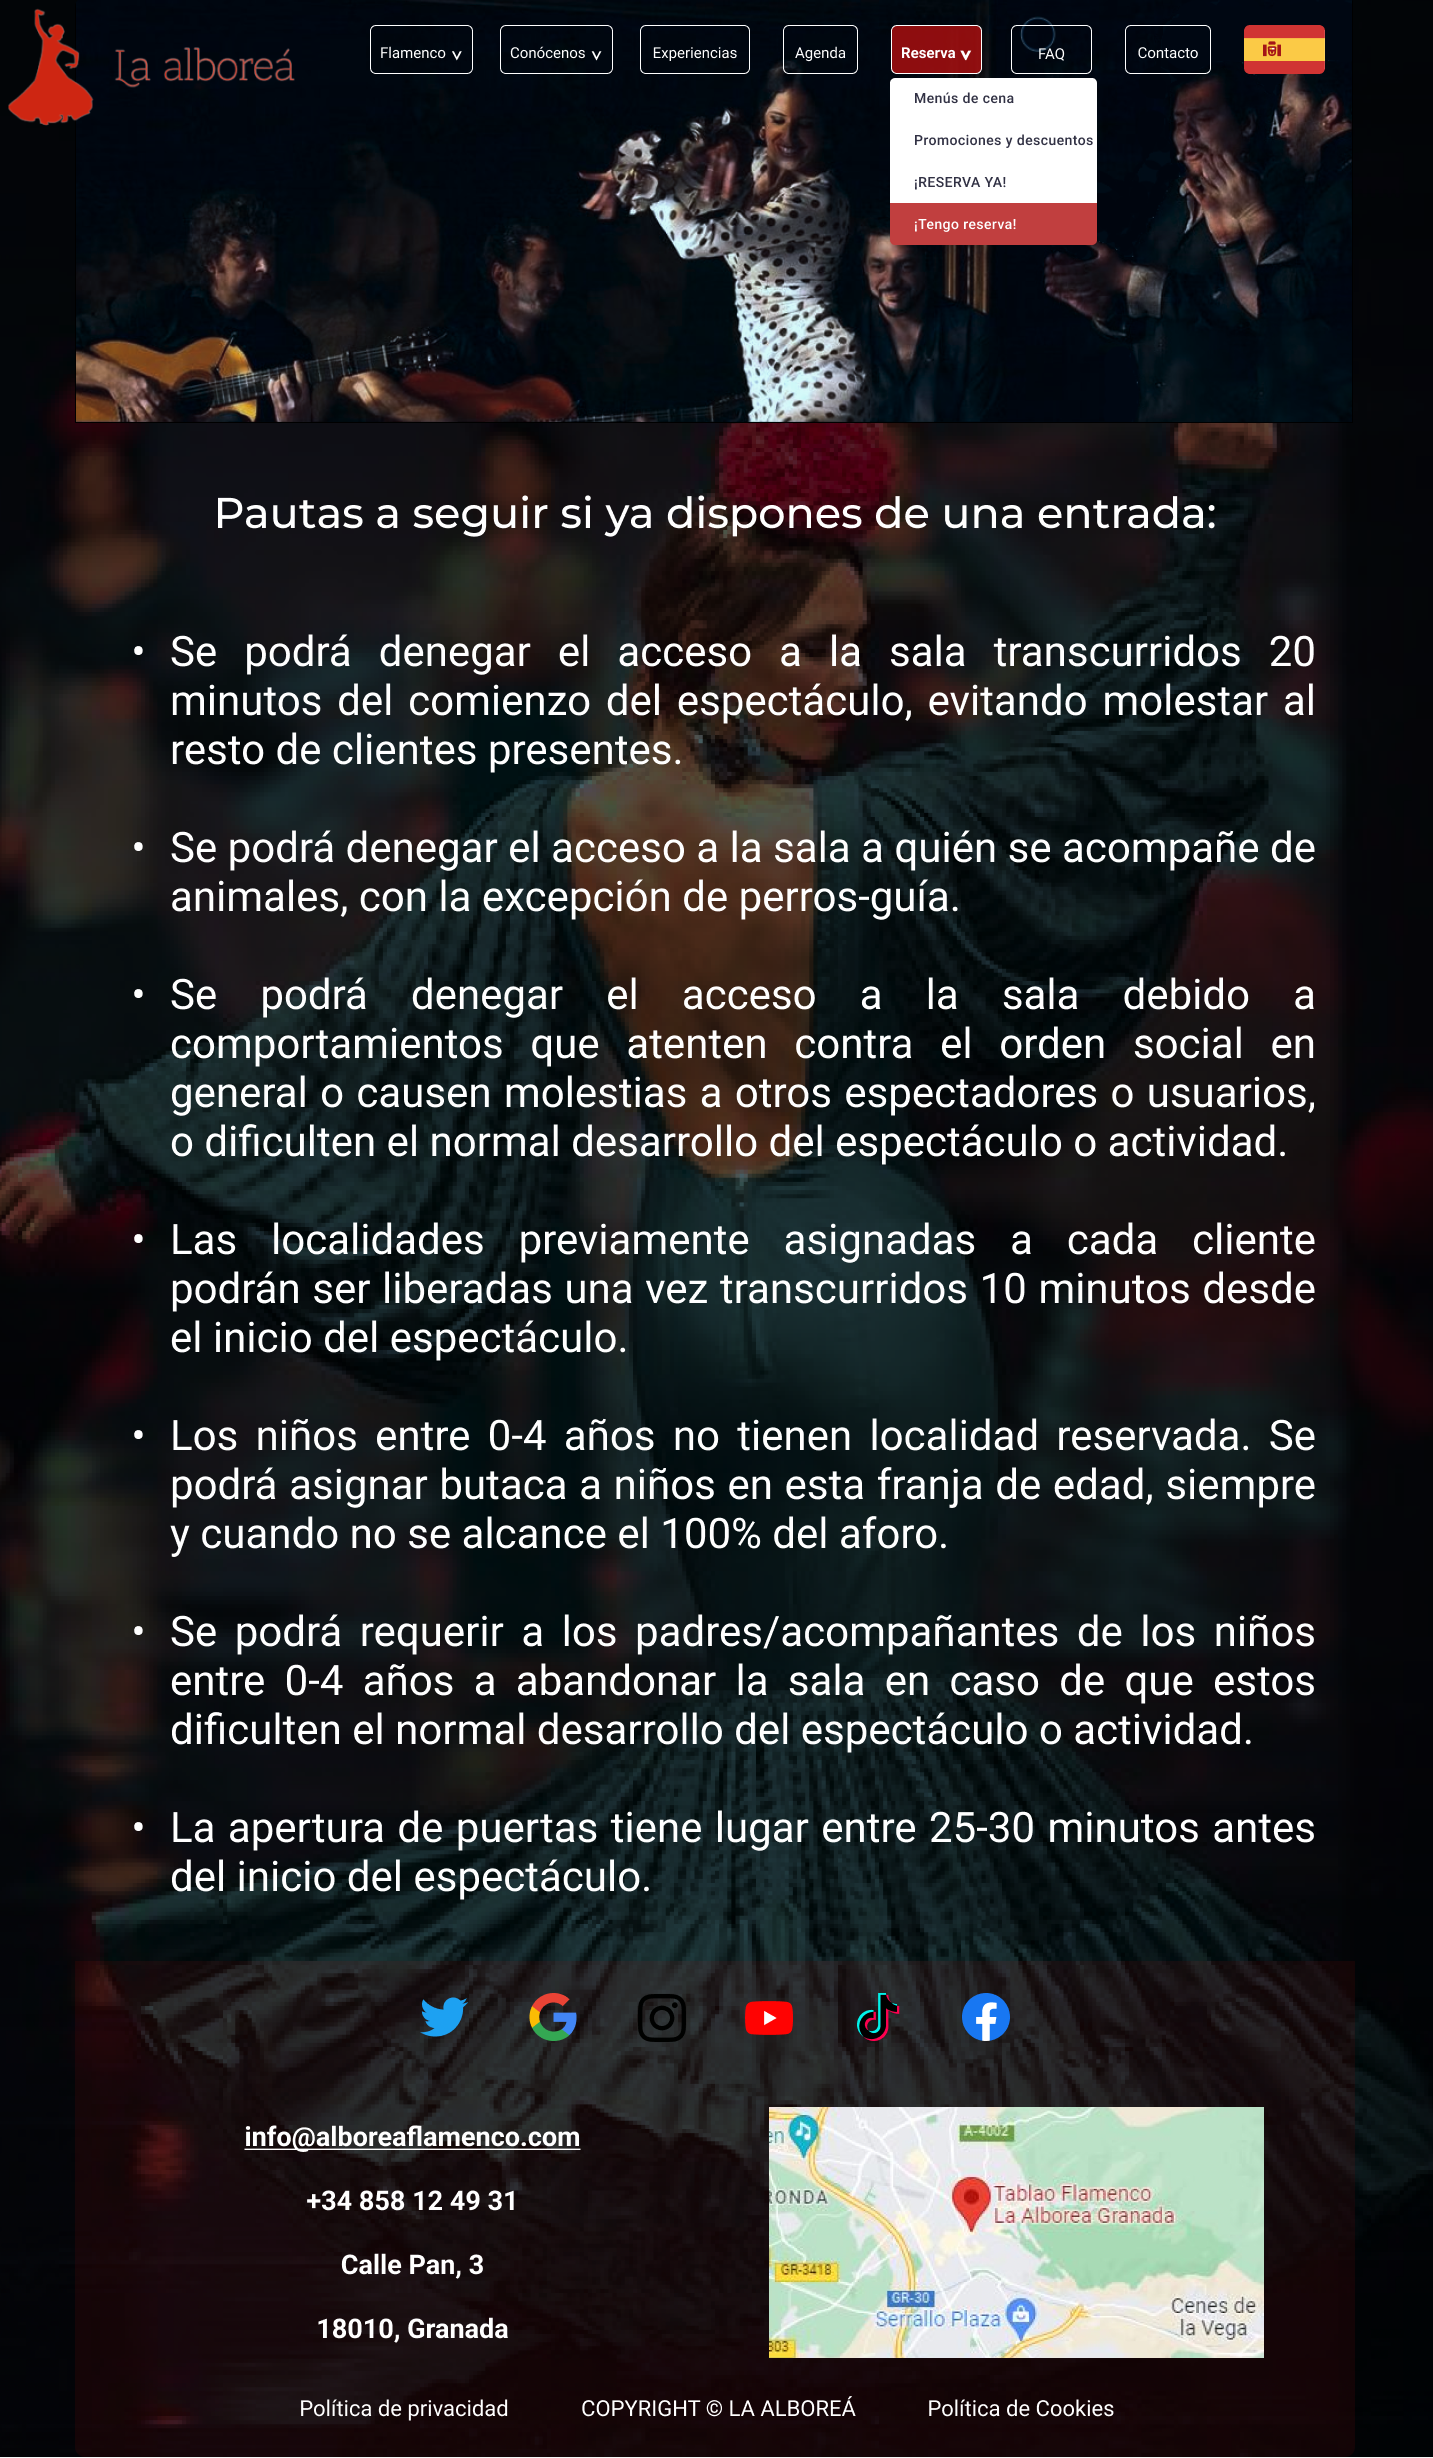 La alboreá
Flamenco
Conócenos
Experiencias
Agenda
Reserva
FAQ
Contacto
Menús de cena
Promociones y descuentos
¡RESERVA YA!
¡Tengo reserva!
Pautas a seguir si ya dispones de una entrada:
• Se podrá denegar el acceso a la sala transcurridos 20
minutos del comienzo del espectáculo, evitando molestar al
resto de clientes presentes.
• Se podrá denegar el acceso a la sala a quién se acompañe de
animales, con la excepción de perros-guía.
• Se podrá denegar el acceso a la sala debido a
comportamientos que atenten contra el orden social en
general o causen molestias a otros espectadores o usuarios,
o dificulten el normal desarrollo del espectáculo o actividad.
• Las localidades previamente asignadas a cada cliente
podrán ser liberadas una vez transcurridos 10 minutos desde
el inicio del espectáculo.
• Los niños entre 0-4 años no tienen localidad reservada. Se
podrá asignar butaca a niños en esta franja de edad, siempre
y cuando no se alcance el 100% del aforo.
• Se podrá requerir a los padres/acompañantes de los niños
entre 0-4 años a abandonar la sala en caso de que estos
dificulten el normal desarrollo del espectáculo o actividad.
• La apertura de puertas tiene lugar entre 25-30 minutos antes
del inicio del espectáculo.
info@alboreaflamenco.com
+34 858 12 49 31
Calle Pan, 3
18010, Granada
en
A-4002
RONDA
Tablao Flamenco
La Alborea Granada
GR-3418
GR-30
Serrallo Plaza
Cenes de
la Vega
303
Política de privacidad
COPYRIGHT © LA ALBOREÁ
Política de Cookies